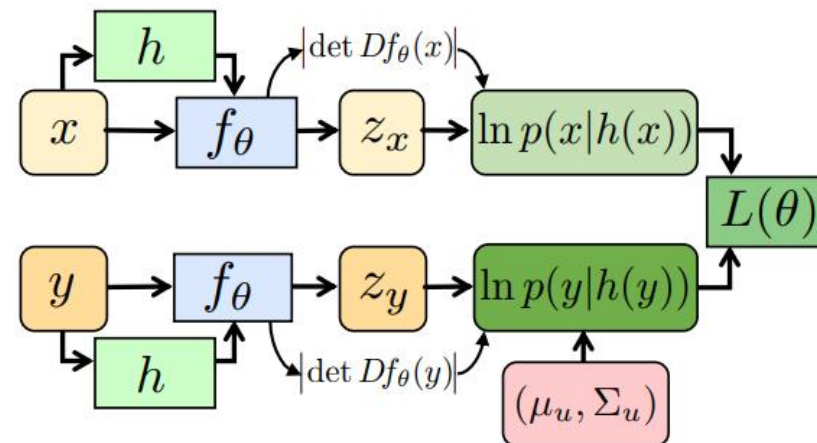 h
|det Df_θ(x)|
x
f_θ
z_x
ln p(x|h(x))
L(θ)
y
f_θ
z_y
ln p(y|h(y))
h
|det Df_θ(y)|
(μ_u, Σ_u)